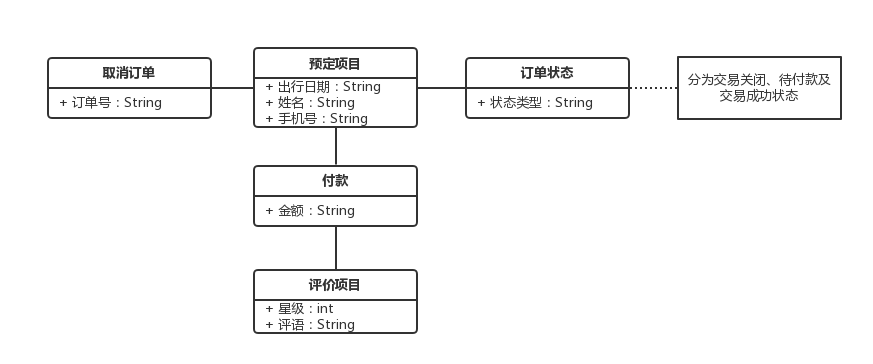 取消订单
+ 订单号：String
预定项目
+ 出行日期：String
+ 姓名：String
+ 手机号：String
订单状态
+ 状态类型：String
分为交易关闭、待付款及
交易成功状态
付款
+ 金额：String
评价项目
+ 星级：int
+ 评语：String